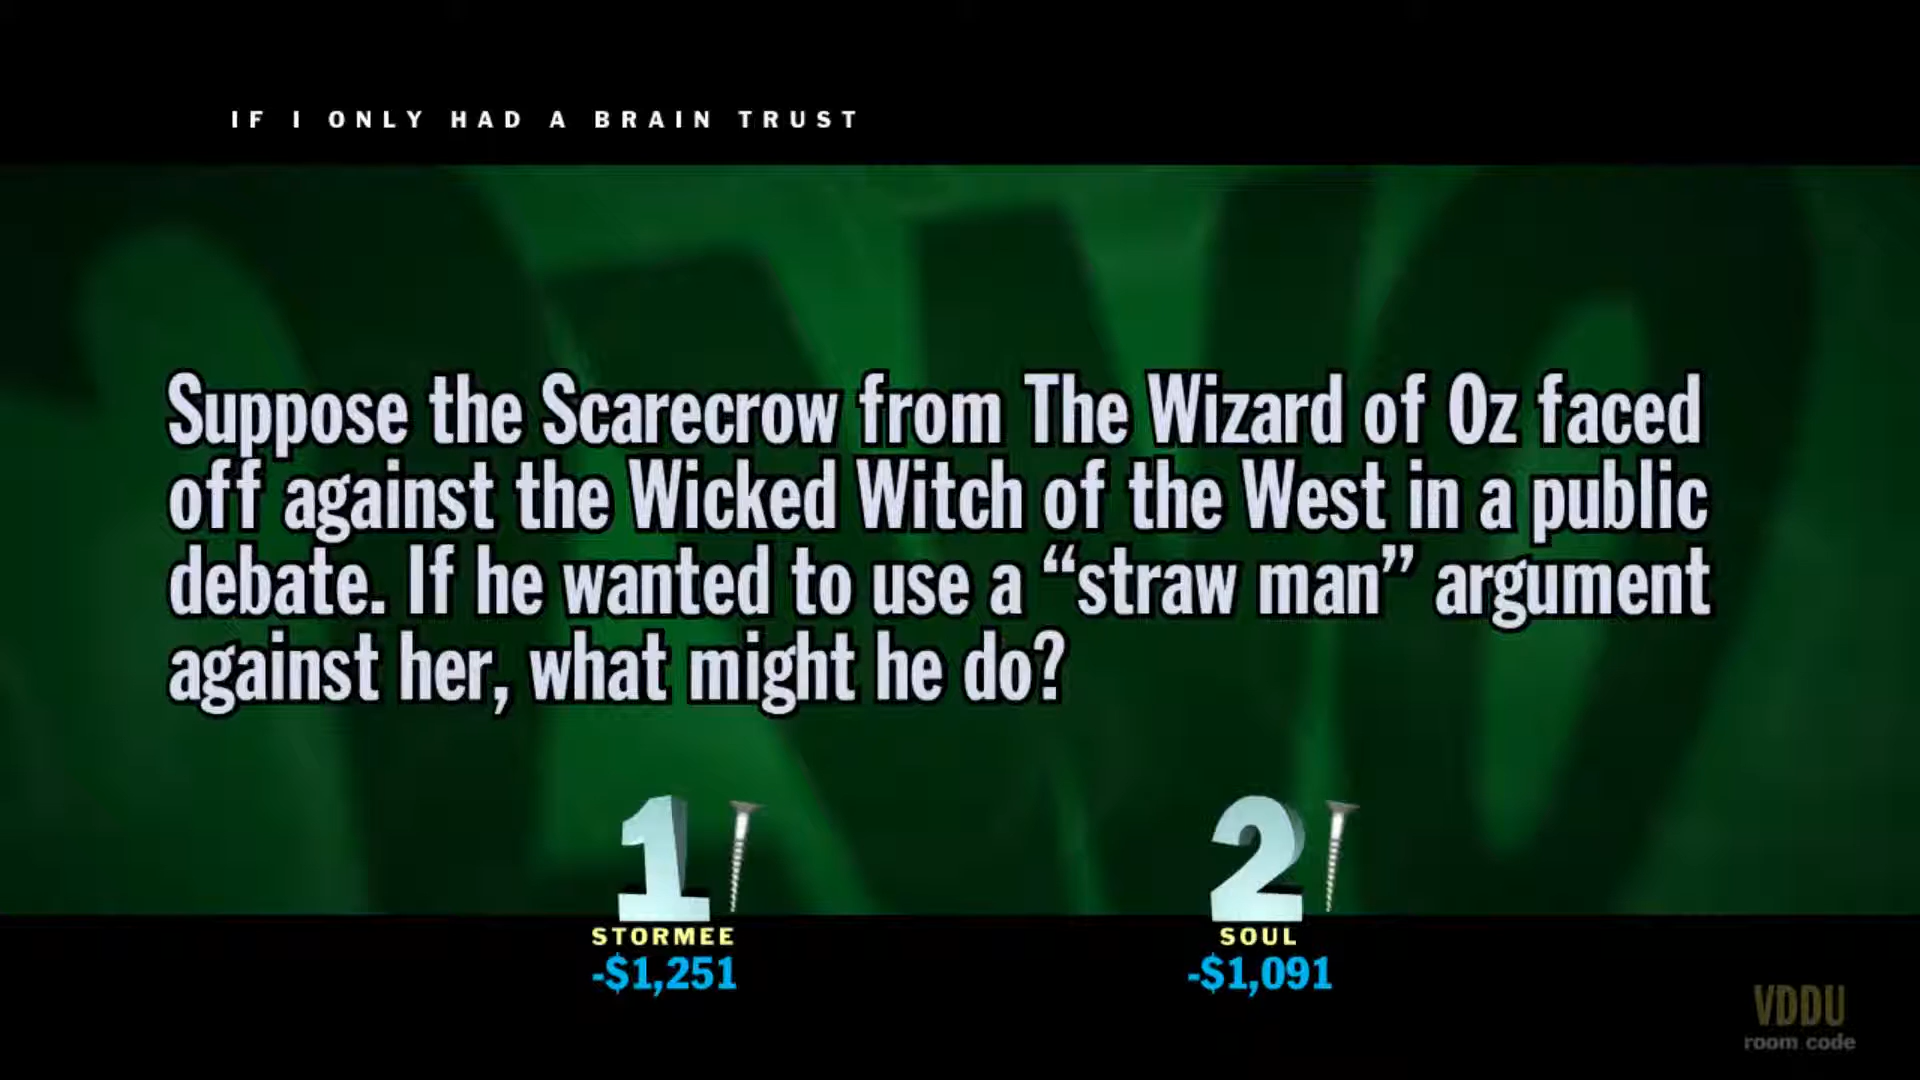 IF I ONLY HAD A BRAIN TRUST
Suppose the Scarecrow from The Wizard of Oz faced
off against the Wicked Witch of the West in a public
debate. If he wanted to use a “straw man” argument
against her, what might he do?
1
2
STORMEE
SOUL
-$1,251
-$1,091
VDDU
room code